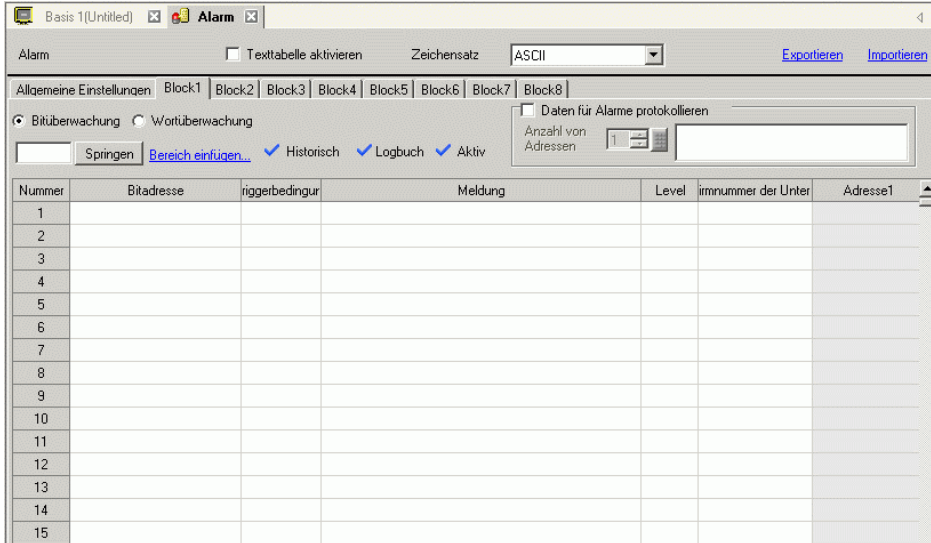 Basis 1(Untitled) Alarm
Alarm Texttabelle aktivieren Zeichensatz ASCII Exportieren Importieren
Allgemeine Einstellungen Block1 Block2 Block3 Block4 Block5 Block6 Block7 Block8
Bitüberwachung Wortüberwachung
Daten für Alarme protokollieren
Anzahl von
Adressen 1
Springen Bereich einfügen... Historisch Logbuch Aktiv
Nummer Bitadresse riggerbedingur Meldung Level irmnummer der Unter Adresse1
1
2
3
4
5
6
7
8
9
10
11
12
13
14
15